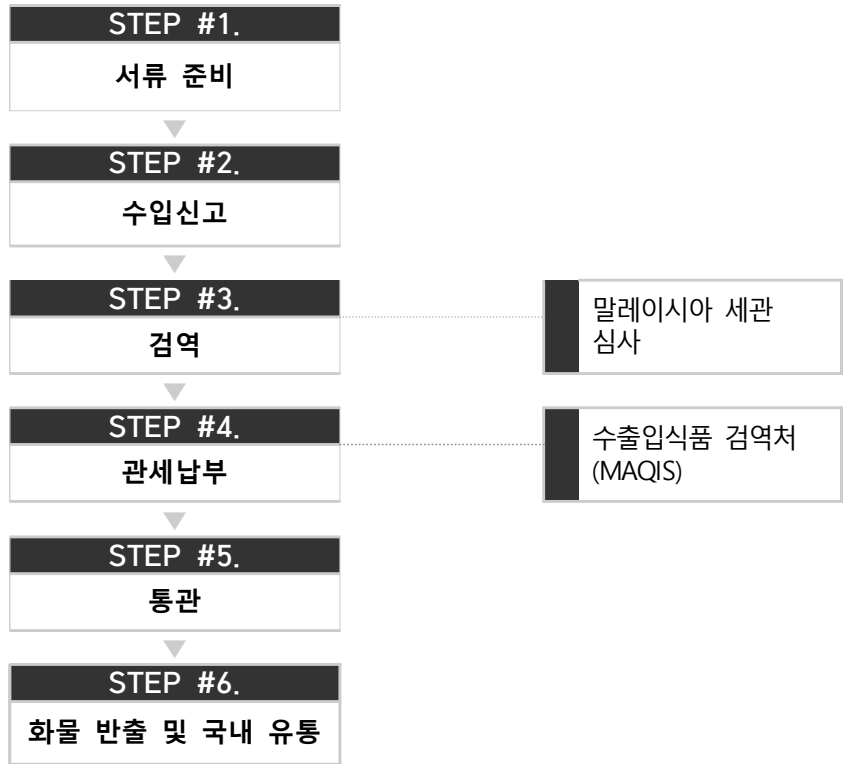 STEP #1.
서류 준비
STEP #2.
수입신고
STEP #3.
검역
말레이시아 세관
심사
STEP #4.
관세납부
수출입식품 검역처
(MAQIS)
STEP #5.
통관
STEP #6.
화물 반출 및 국내 유통